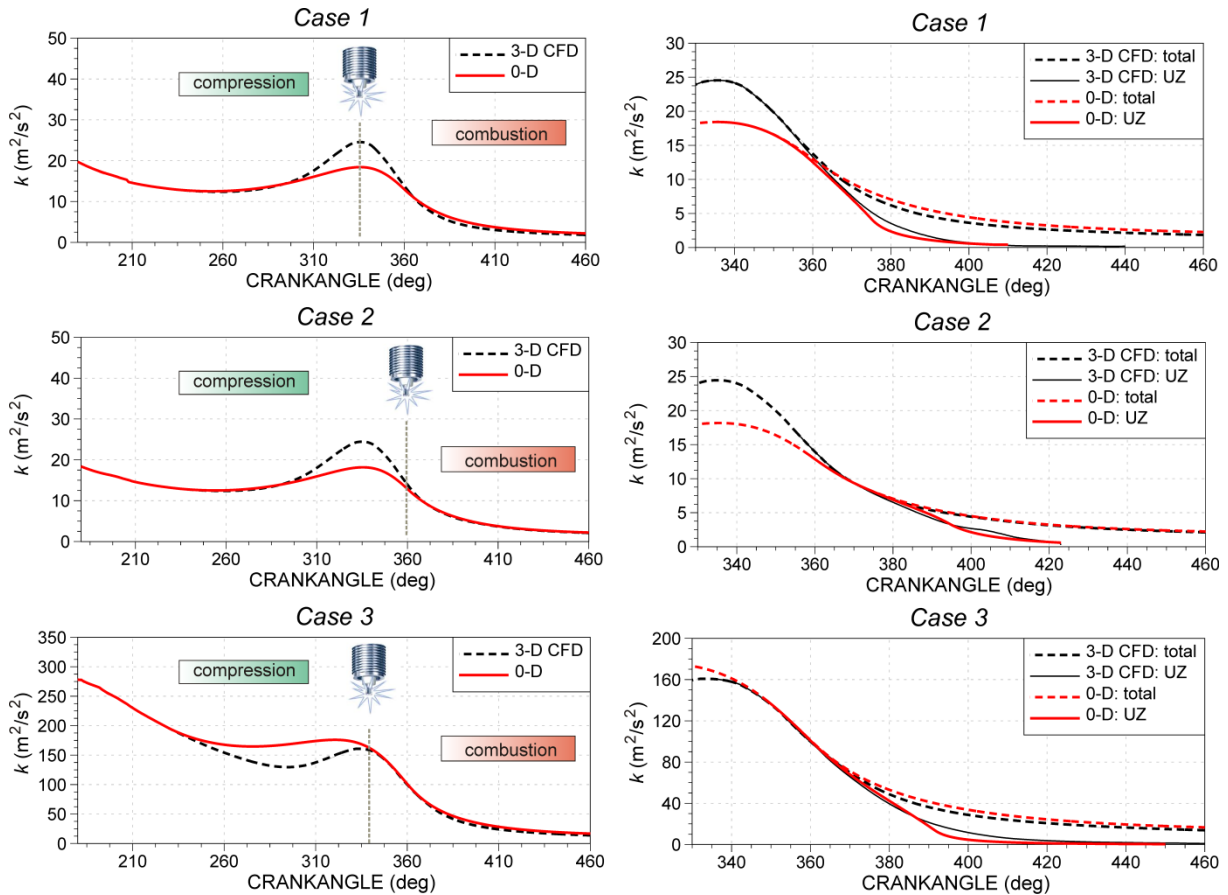 Case 1
50
40
30
20
10
0
k (m²/s²)
compression
combustion
3-D CFD
0-D
210 260 310 360 410 460
CRANKANGLE (deg)
Case 1
30
25
20
15
10
5
0
k (m²/s²)
3-D CFD: total
3-D CFD: UZ
0-D: total
0-D: UZ
340 360 380 400 420 440 460
CRANKANGLE (deg)
Case 2
50
40
30
20
10
0
k (m²/s²)
compression
combustion
3-D CFD
0-D
210 260 310 360 410 460
CRANKANGLE (deg)
Case 2
30
25
20
15
10
5
0
k (m²/s²)
3-D CFD: total
3-D CFD: UZ
0-D: total
0-D: UZ
340 360 380 400 420 440 460
CRANKANGLE (deg)
Case 3
350
300
250
200
150
100
50
0
k (m²/s²)
compression
combustion
3-D CFD
0-D
210 260 310 360 410 460
CRANKANGLE (deg)
Case 3
200
160
120
80
40
0
k (m²/s²)
3-D CFD: total
3-D CFD: UZ
0-D: total
0-D: UZ
340 360 380 400 420 440 460
CRANKANGLE (deg)